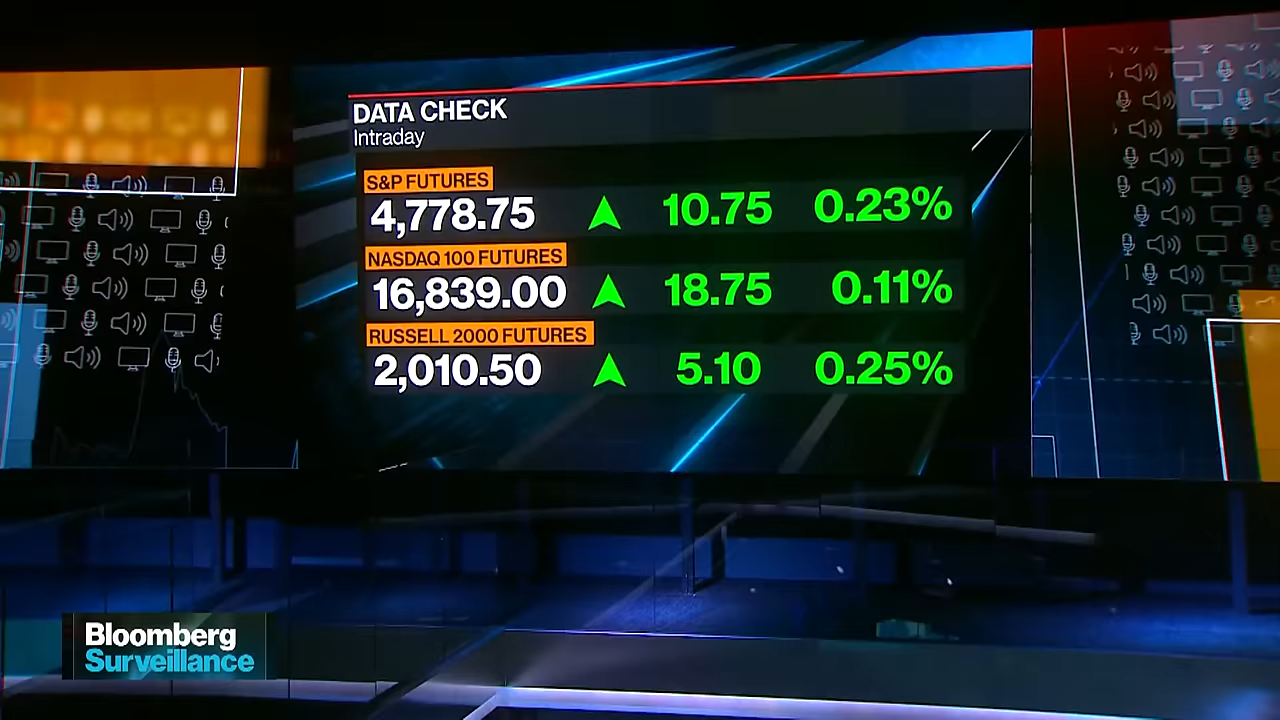 DATA CHECK
Intraday
S&P FUTURES
4,778.75 ▲ 10.75 0.23%
NASDAQ 100 FUTURES
16,839.00 ▲ 18.75 0.11%
RUSSELL 2000 FUTURES
2,010.50 ▲ 5.10 0.25%
Bloomberg
Surveillance